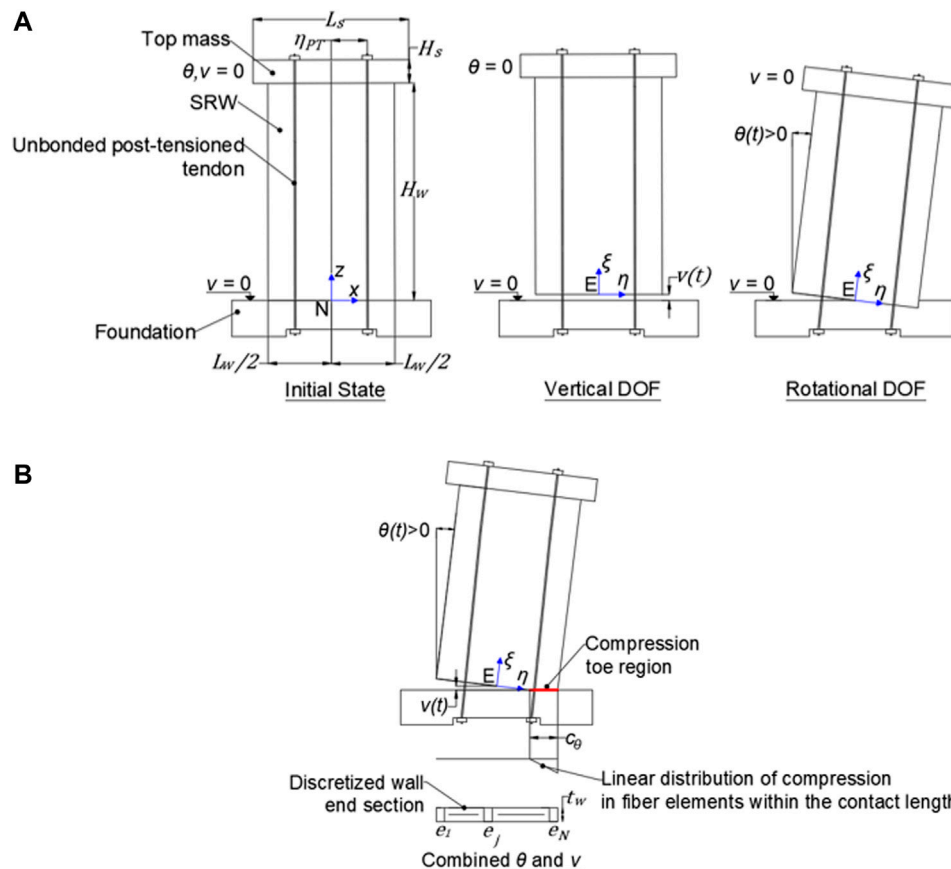 A
L_s
Top mass
η_PT
H_s
θ,v = 0
SRW
Unbonded post-tensioned
tendon
H_w
v = 0
z
x
N
Foundation
L_w/2
L_w/2
Initial State
θ = 0
ξ
E
η
v(t)
v = 0
Vertical DOF
v = 0
θ(t)>0
ξ
E
η
v = 0
Rotational DOF
B
θ(t)>0
Compression
toe region
ξ
E
η
v(t)
c_θ
Linear distribution of compression
in fiber elements within the contact length
Discretized wall
end section
t_w
e_1
e_j
e_N
Combined θ and v